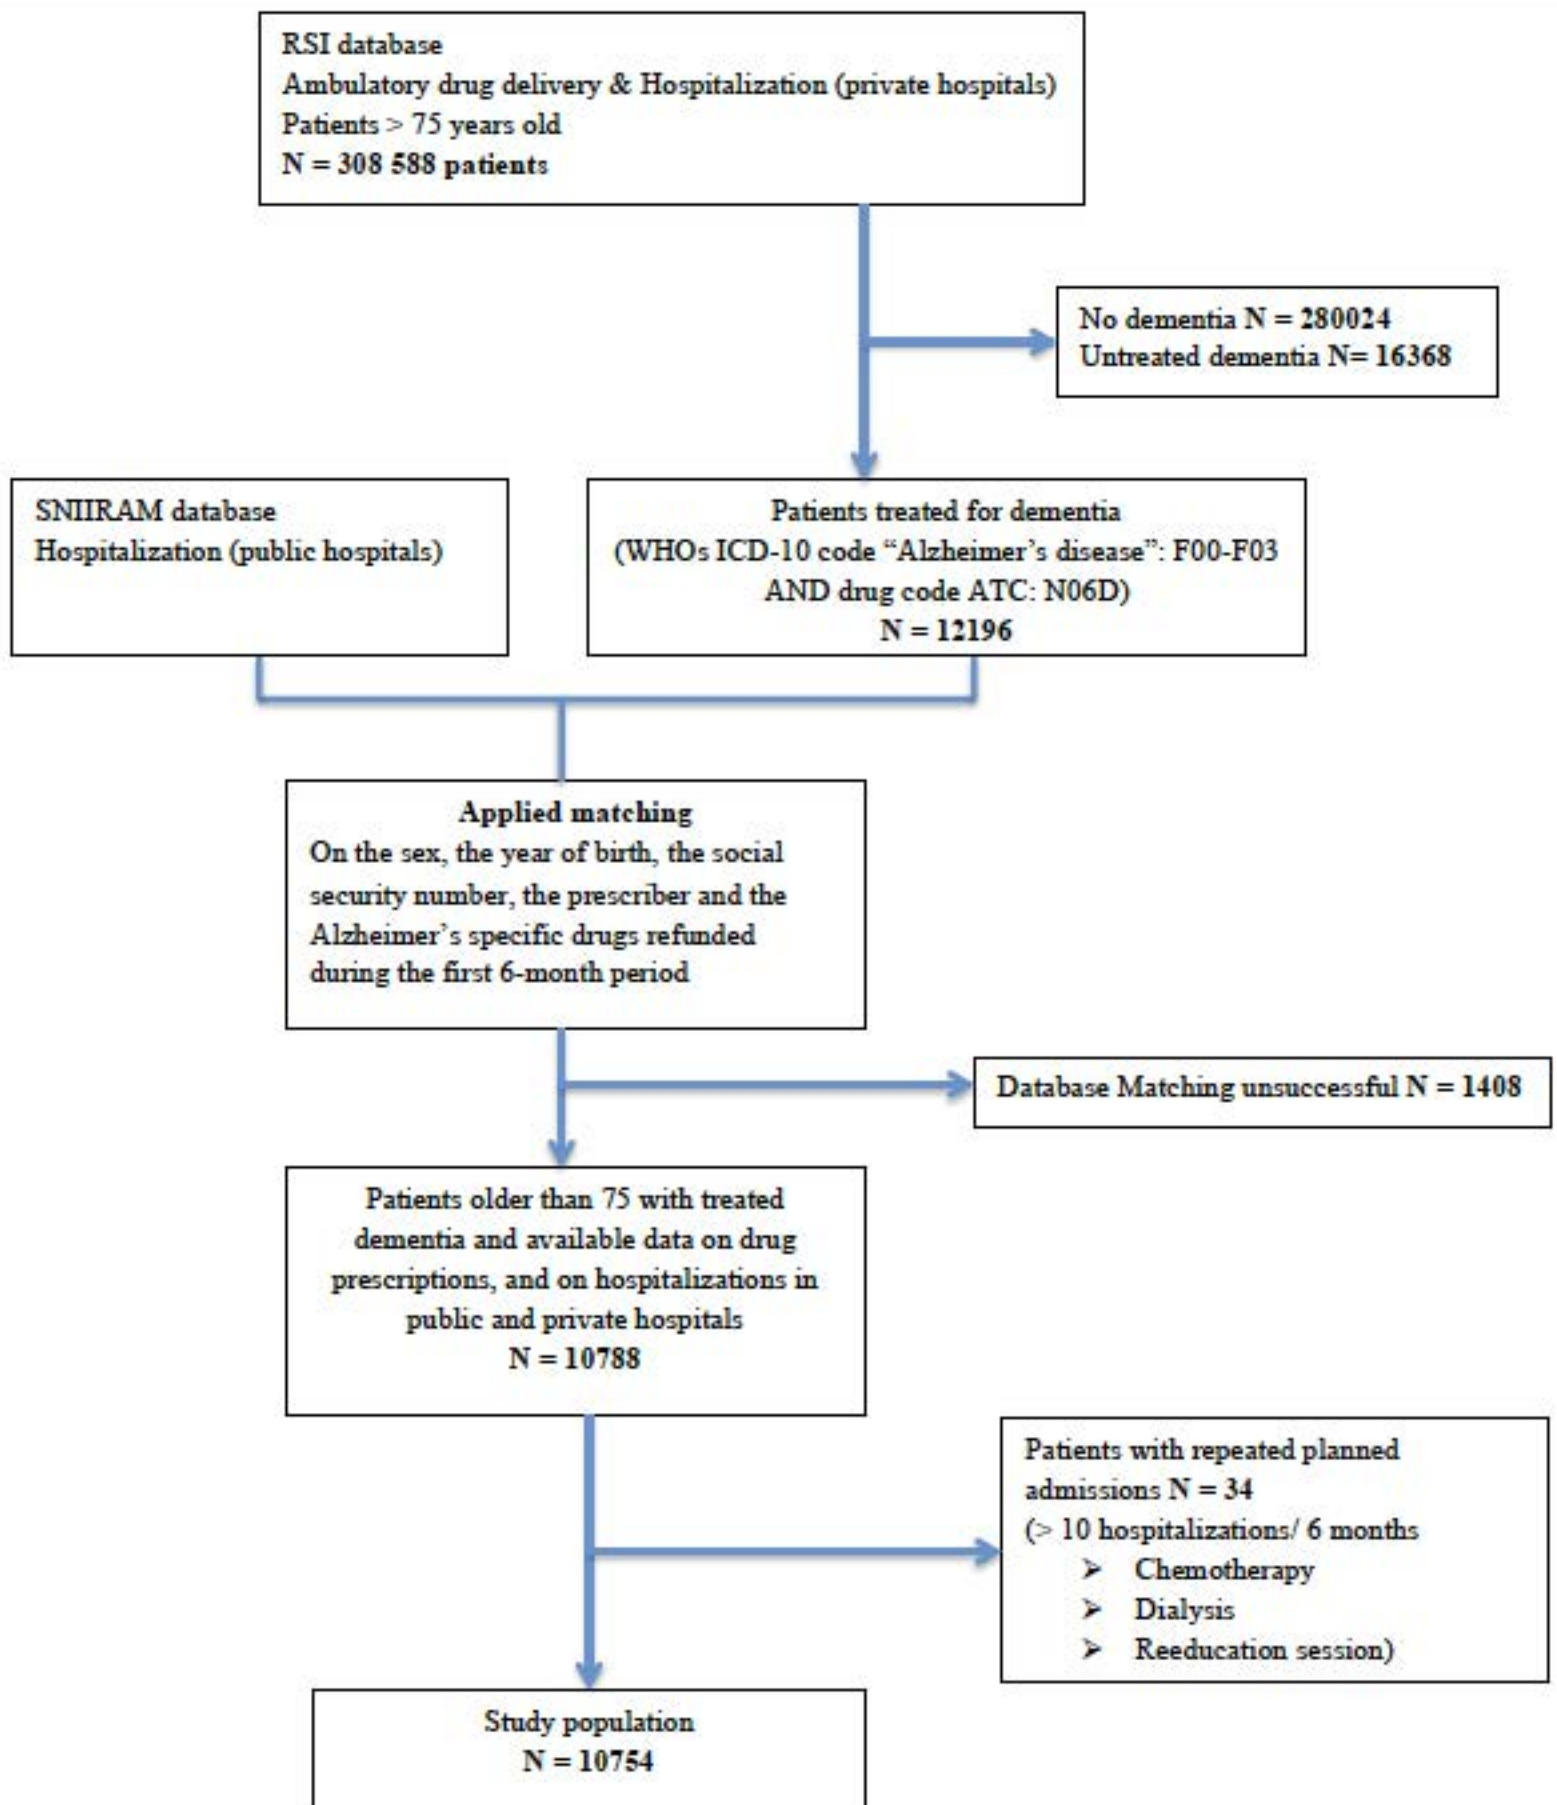 RSI database
Ambulatory drug delivery & Hospitalization (private hospitals)
Patients > 75 years old
N = 308 588 patients
No dementia N = 280024
Untreated dementia N= 16368
SNIIRAM database
Hospitalization (public hospitals)
Patients treated for dementia
(WHOs ICD-10 code “Alzheimer’s disease”: F00-F03
AND drug code ATC: N06D)
N = 12196
Applied matching
On the sex, the year of birth, the social
security number, the prescriber and the
Alzheimer’s specific drugs refunded
during the first 6-month period
Database Matching unsuccessful N = 1408
Patients older than 75 with treated
dementia and available data on drug
prescriptions, and on hospitalizations in
public and private hospitals
N = 10788
Patients with repeated planned
admissions N = 34
(> 10 hospitalizations/ 6 months
➢ Chemotherapy
➢ Dialysis
➢ Reeducation session)
Study population
N = 10754